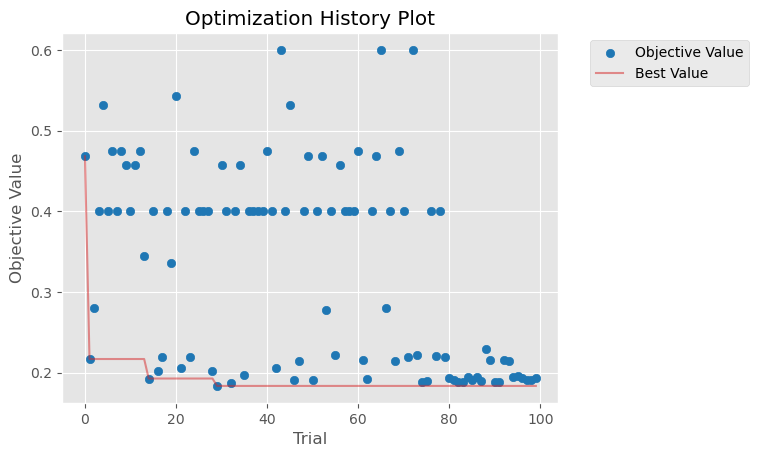 Optimization History Plot
Objective Value
Best Value
0.6
0.5
0.4
0.3
0.2
Objective Value
0 20 40 60 80 100
Trial